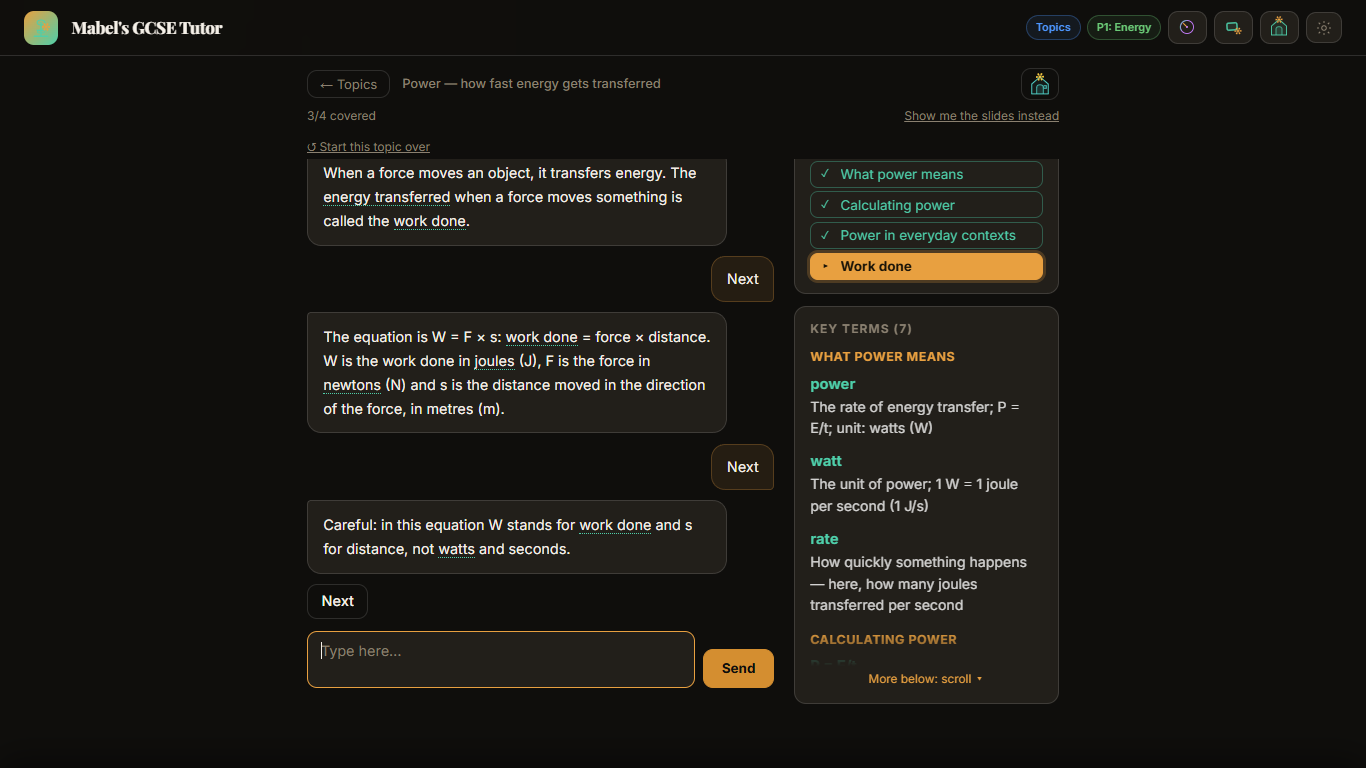 Mabel's GCSE Tutor
Topics
P1: Energy
← Topics
Power — how fast energy gets transferred
3/4 covered
Show me the slides instead
↺ Start this topic over
When a force moves an object, it transfers energy. The
energy transferred when a force moves something is
called the work done.
Next
The equation is W = F × s: work done = force × distance.
W is the work done in joules (J), F is the force in
newtons (N) and s is the distance moved in the direction
of the force, in metres (m).
Next
Careful: in this equation W stands for work done and s
for distance, not watts and seconds.
Next
Type here...
Send
✓ What power means
✓ Calculating power
✓ Power in everyday contexts
▸ Work done
KEY TERMS (7)
WHAT POWER MEANS
power
The rate of energy transfer; P =
E/t; unit: watts (W)
watt
The unit of power; 1 W = 1 joule
per second (1 J/s)
rate
How quickly something happens
— here, how many joules
transferred per second
CALCULATING POWER
More below: scroll ▾